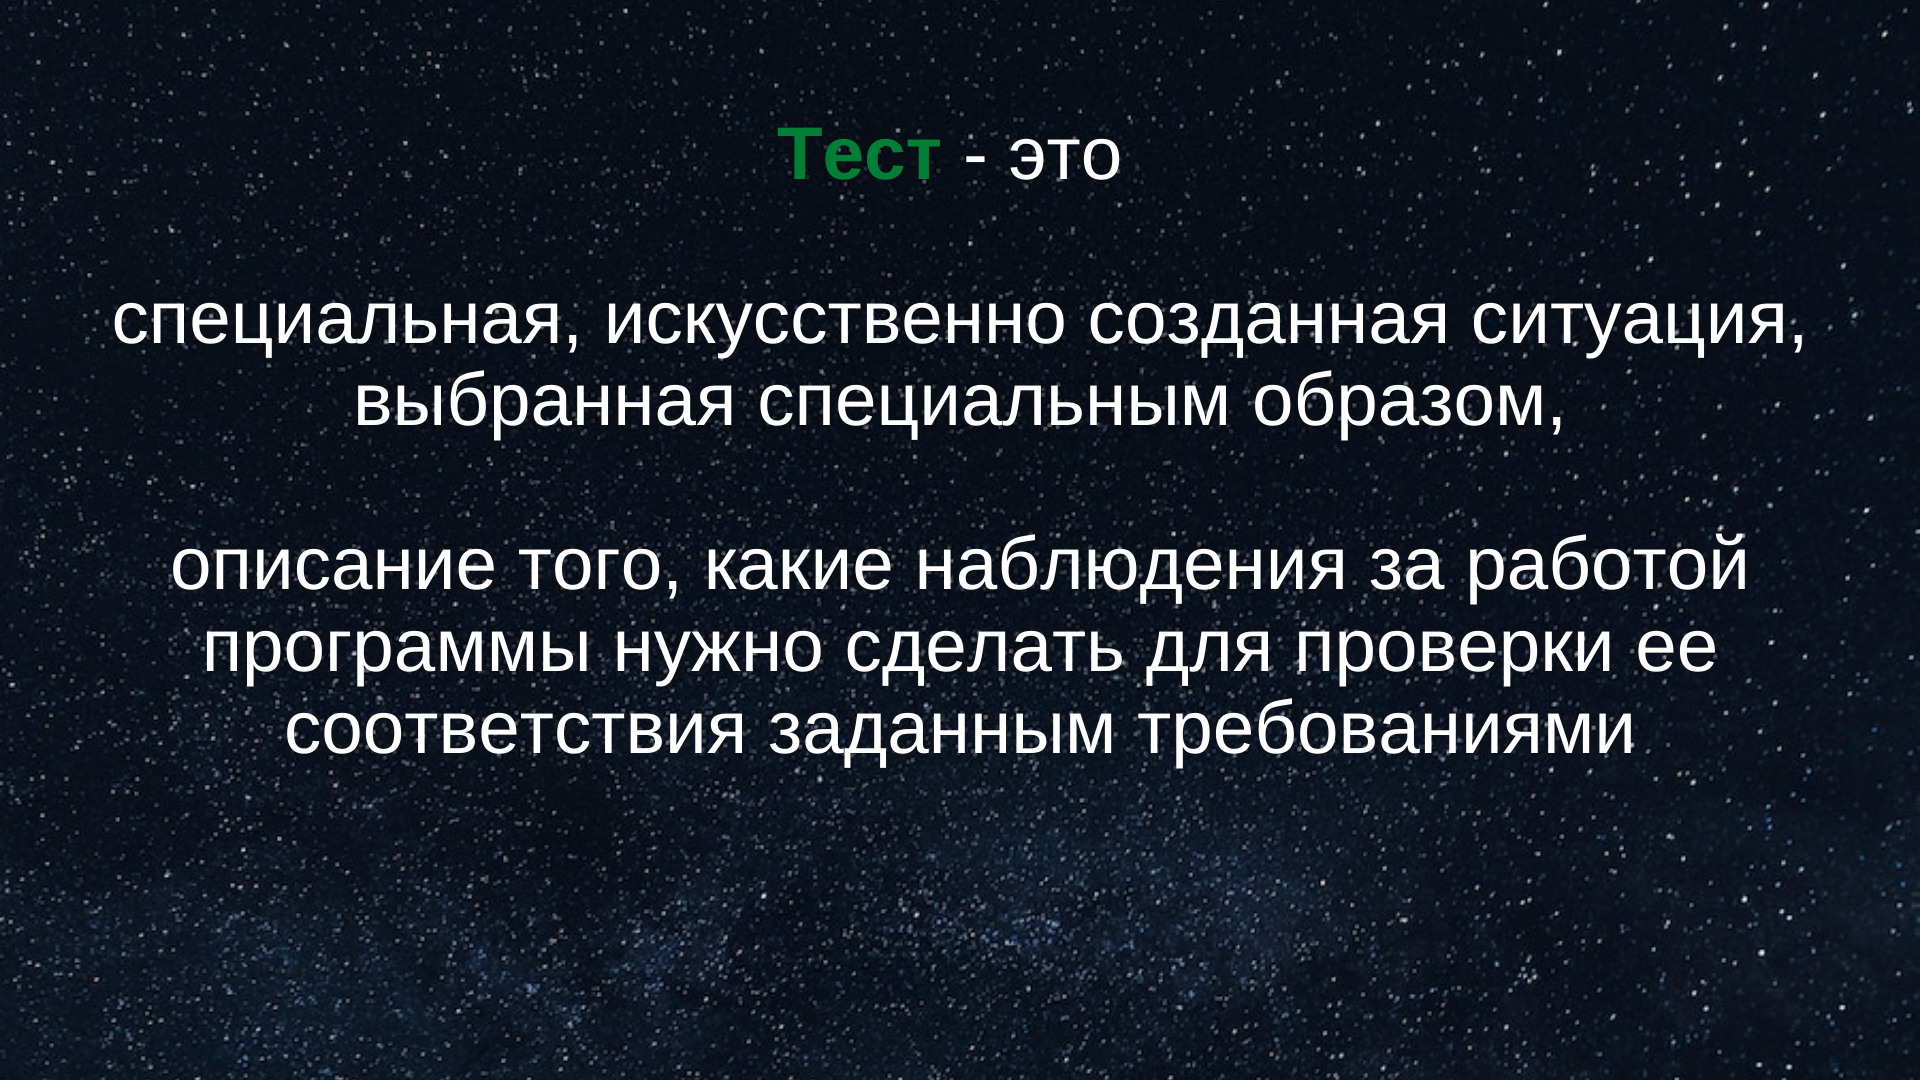 Тест - это
специальная, искусственно созданная ситуация,
выбранная специальным образом,
описание того, какие наблюдения за работой
программы нужно сделать для проверки ее
соответствия заданным требованиями